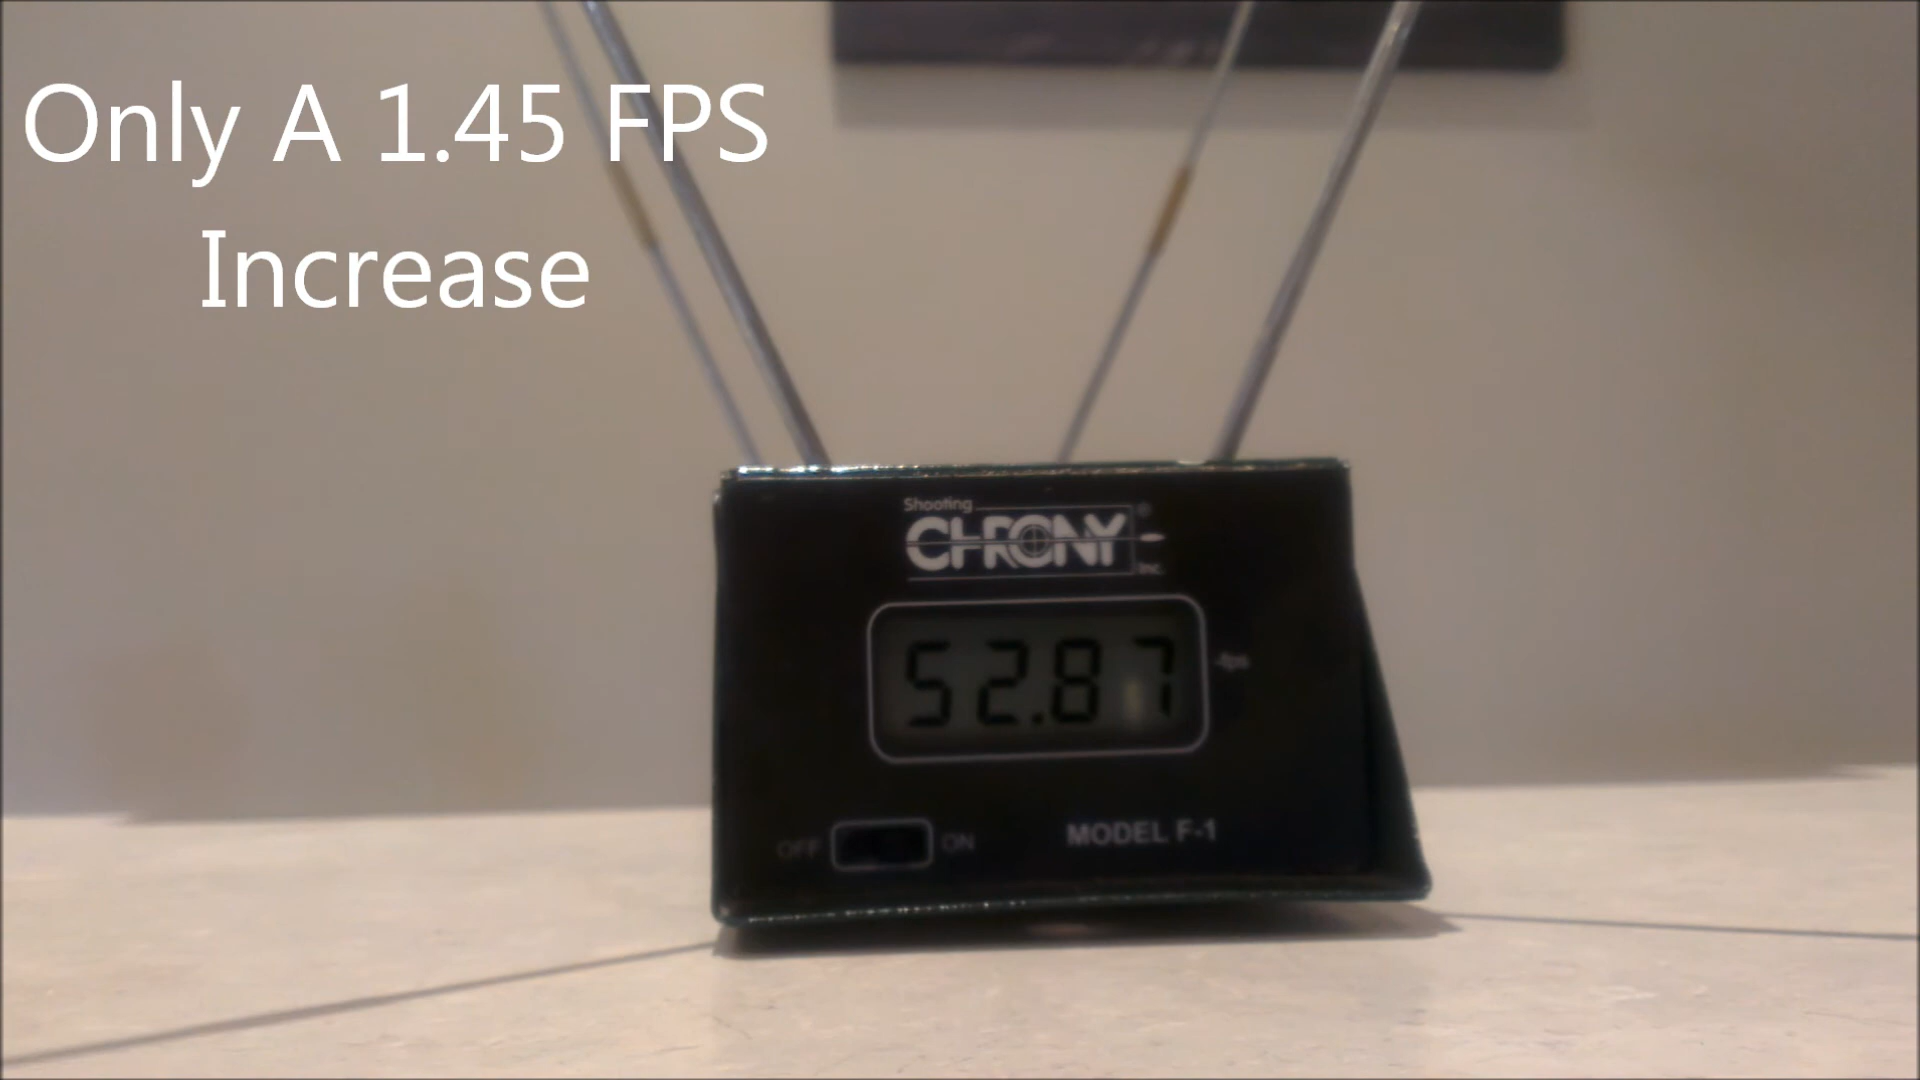 Only A 1.45 FPS
Increase
Shooting
CHRONY ®
Inc.
52.87
fps
OFF ON
MODEL F-1